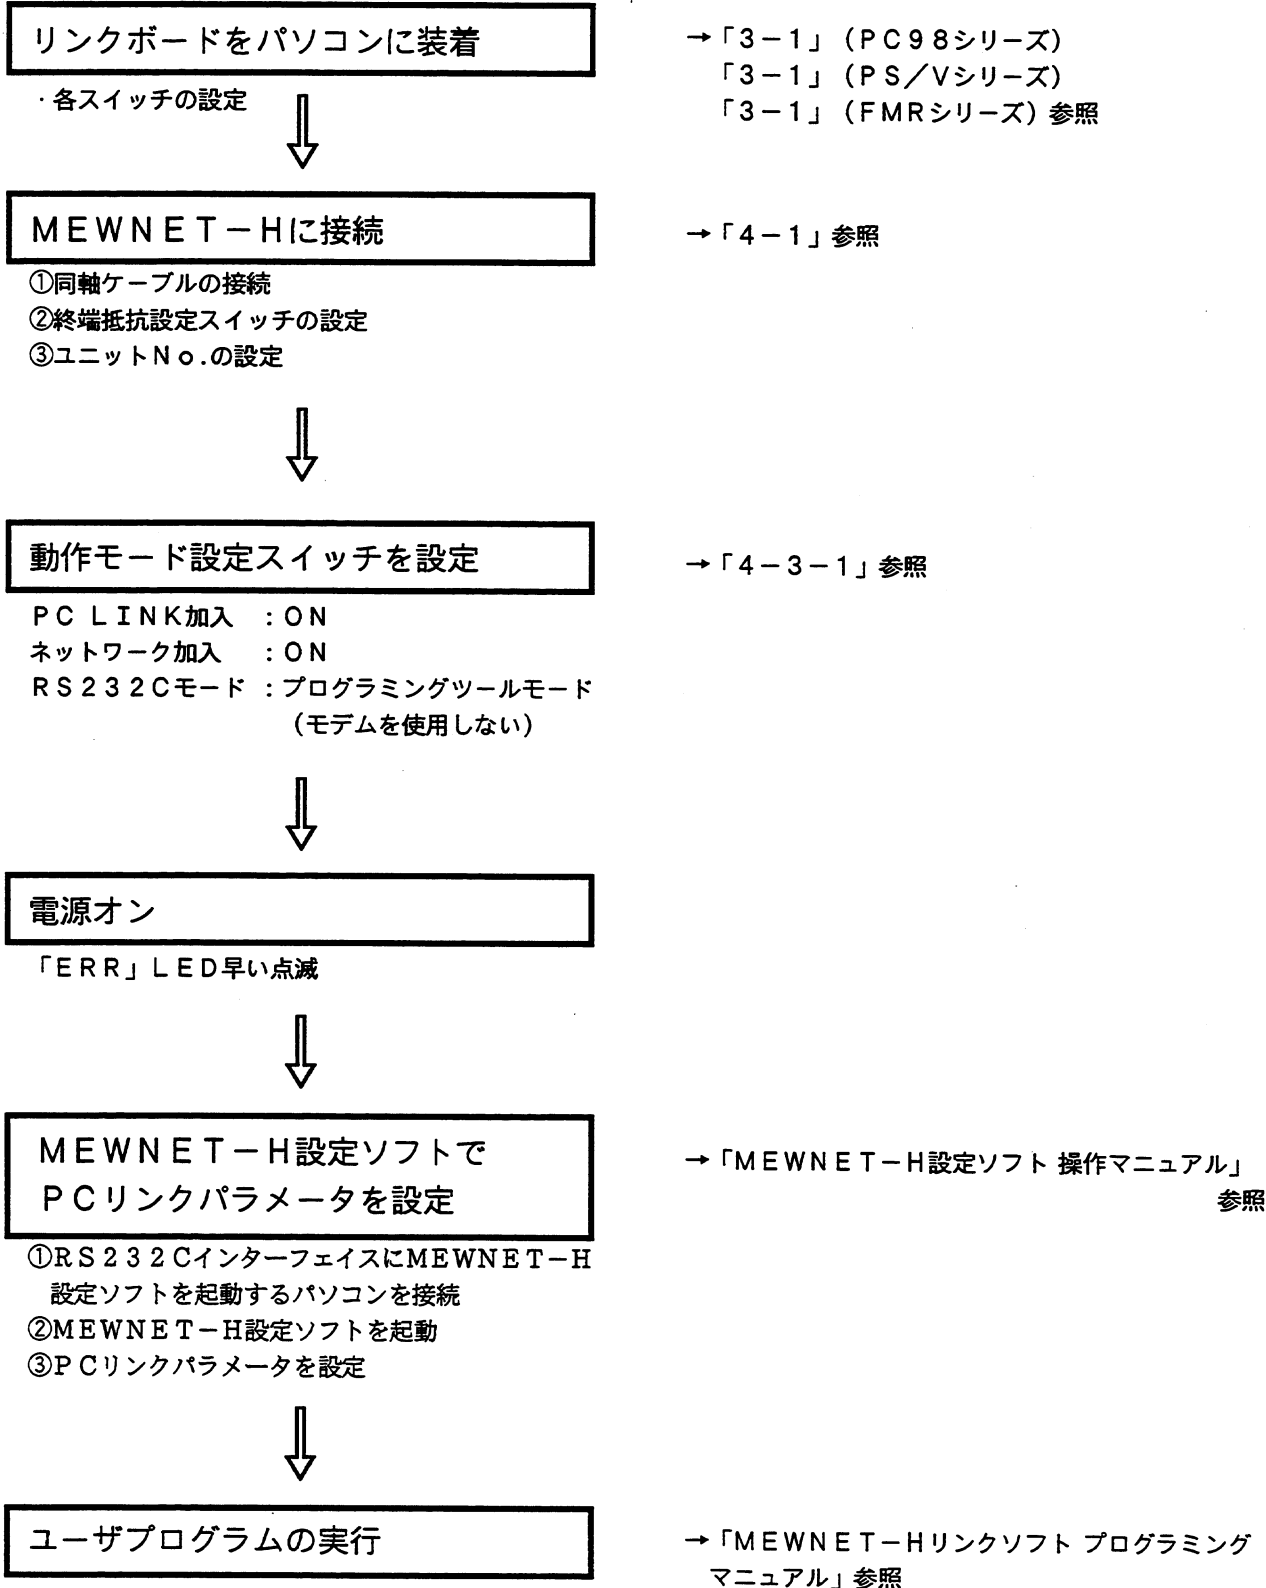 リンクボードをパソコンに装着
→「3－1」（PC98シリーズ）
「3－1」（PS／Vシリーズ）
・各スイッチの設定
「3－1」（FMRシリーズ）参照
MEWNET－Hに接続
→「4－1」参照
①同軸ケーブルの接続
②終端抵抗設定スイッチの設定
③ユニットNo.の設定
動作モード設定スイッチを設定
→「4－3－1」参照
PC LINK加入 ：ON
ネットワーク加入 ：ON
RS232Cモード ：プログラミングツールモード
（モデムを使用しない）
電源オン
「ERR」LED早い点滅
MEWNET－H設定ソフトで
PCリンクパラメータを設定
→「MEWNET－H設定ソフト 操作マニュアル」
参照
①RS232CインターフェイスにMEWNET－H
設定ソフトを起動するパソコンを接続
②MEWNET－H設定ソフトを起動
③PCリンクパラメータを設定
ユーザプログラムの実行
→「MEWNET－Hリンクソフト プログラミング
マニュアル」参照